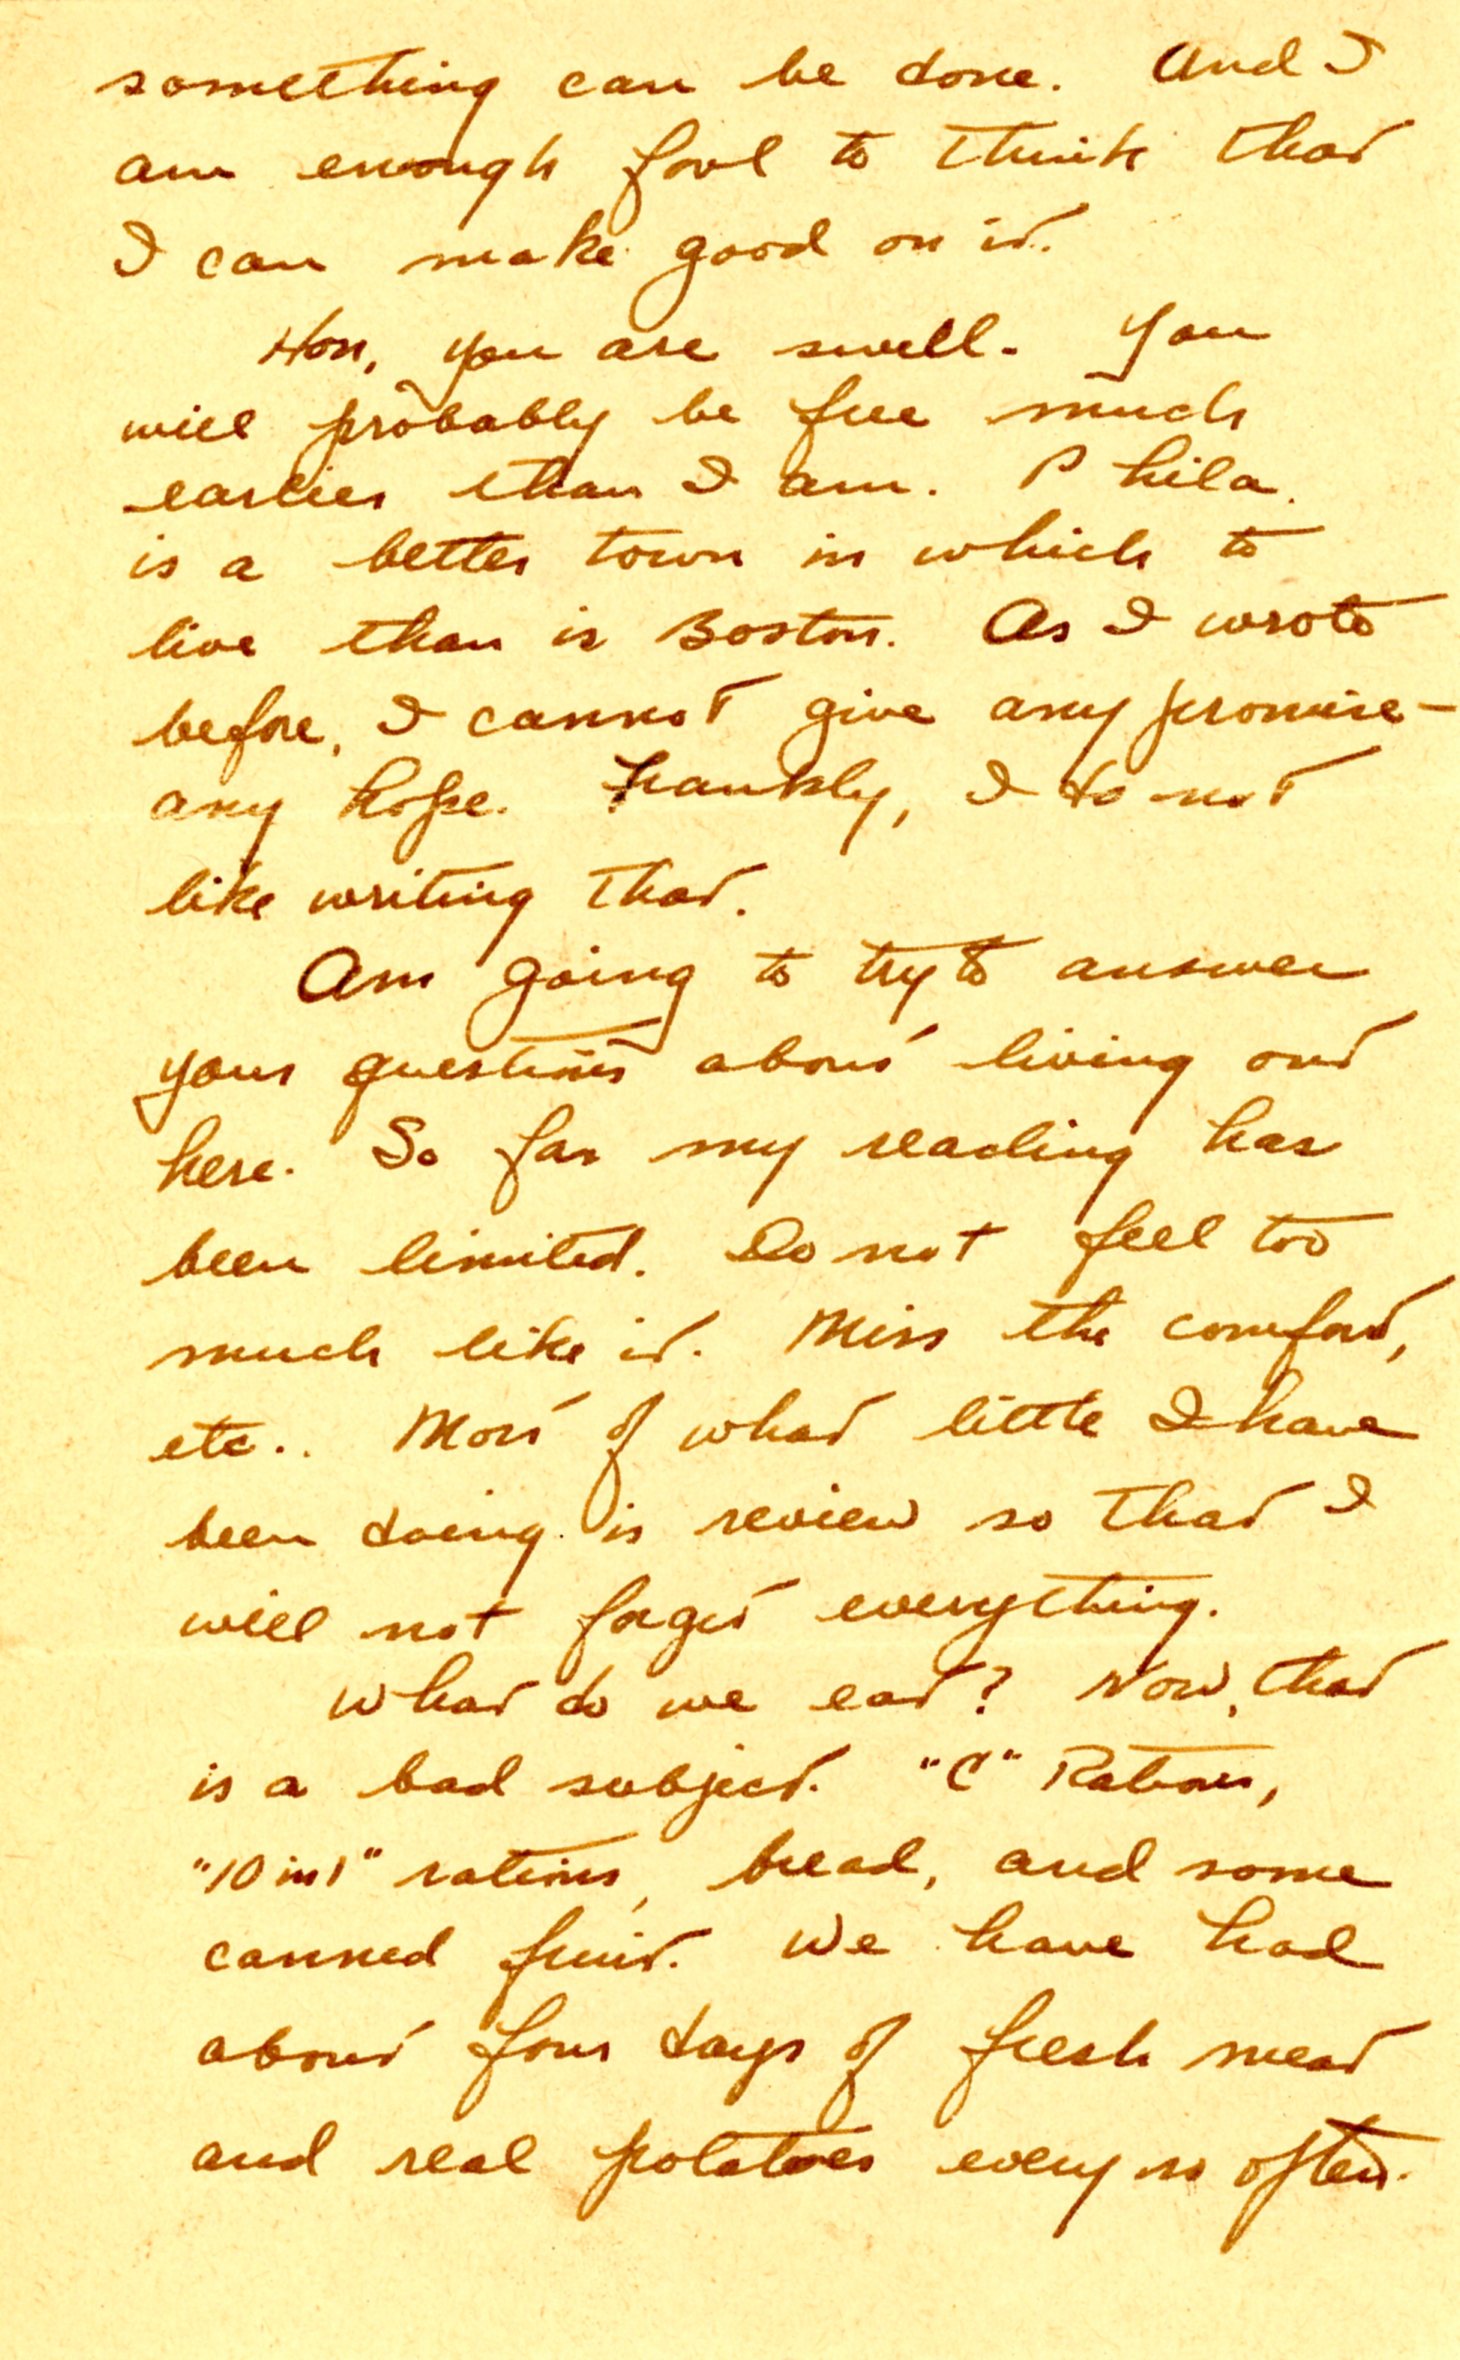 something can be done. And I
am enough fool to think that
I can make good on it.
Hon, you are swell. You
will probably be free much
earlier than I am. Phila.
is a better town in which to
live than is Boston. As I wrote
before, I cannot give any promise –
any hope. Frankly, I do not
like writing that.
Am going to try to answer
your questions about living out
here. So far my reading has
been limited. Do not feel too
much like it. Miss the comfort,
etc.. Most of what little I have
been doing is review so that I
will not forget everything.
What do we eat? Now, that
is a bad subject. "C" Rations,
"10 in 1" rations, bread, and some
canned fruit. We have had
about four days of fresh meat
and real potatoes every so often.